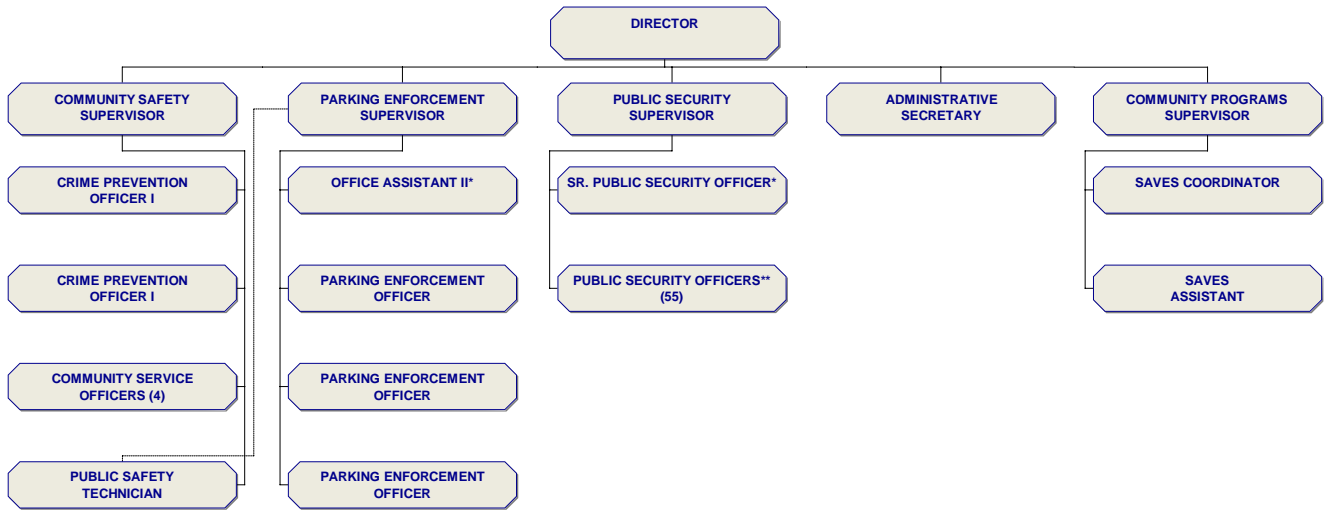 DIRECTOR
COMMUNITY SAFETY
SUPERVISOR
PARKING ENFORCEMENT
SUPERVISOR
PUBLIC SECURITY
SUPERVISOR
ADMINISTRATIVE
SECRETARY
COMMUNITY PROGRAMS
SUPERVISOR
CRIME PREVENTION
OFFICER I
OFFICE ASSISTANT II*
SR. PUBLIC SECURITY OFFICER*
SAVES COORDINATOR
CRIME PREVENTION
OFFICER I
PARKING ENFORCEMENT
OFFICER
PUBLIC SECURITY OFFICERS**
(55)
SAVES
ASSISTANT
COMMUNITY SERVICE
OFFICERS (4)
PARKING ENFORCEMENT
OFFICER
PUBLIC SAFETY
TECHNICIAN
PARKING ENFORCEMENT
OFFICER